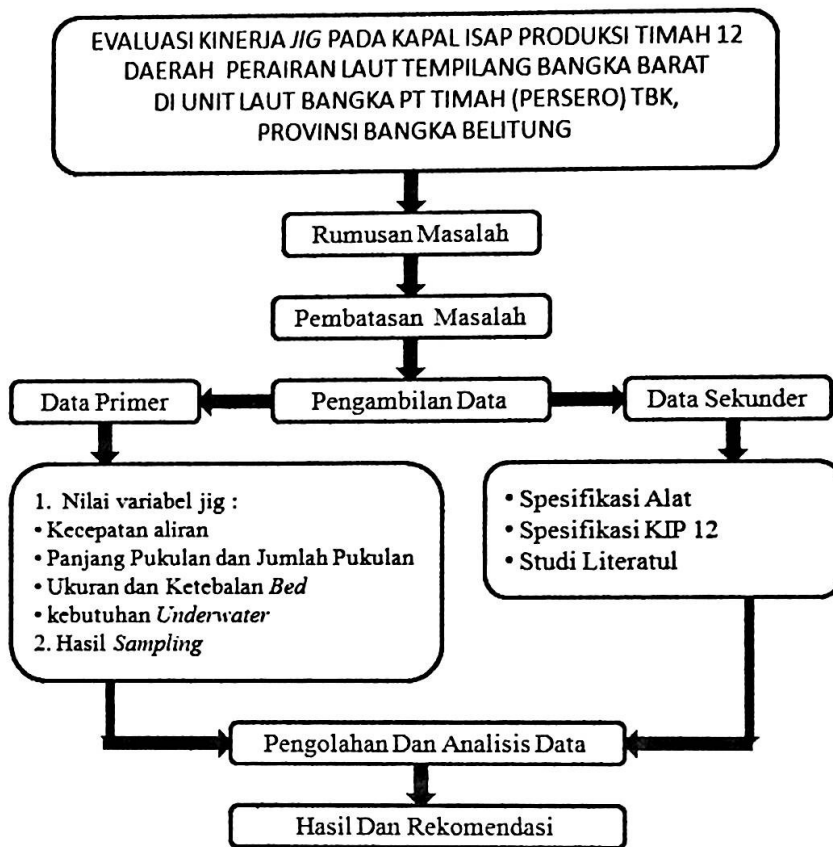 EVALUASI KINERJA JIG PADA KAPAL ISAP PRODUKSI TIMAH 12
DAERAH PERAIRAN LAUT TEMPILANG BANGKA BARAT
DI UNIT LAUT BANGKA PT TIMAH (PERSERO) TBK,
PROVINSI BANGKA BELITUNG
Rumusan Masalah
Pembatasan Masalah
Data Primer
Pengambilan Data
Data Sekunder
1. Nilai variabel jig :
• Kecepatan aliran
• Panjang Pukulan dan Jumlah Pukulan
• Ukuran dan Ketebalan Bed
• kebutuhan Underwater
2. Hasil Sampling
• Spesifikasi Alat
• Spesifikasi KIP 12
• Studi Literatul
Pengolahan Dan Analisis Data
Hasil Dan Rekomendasi